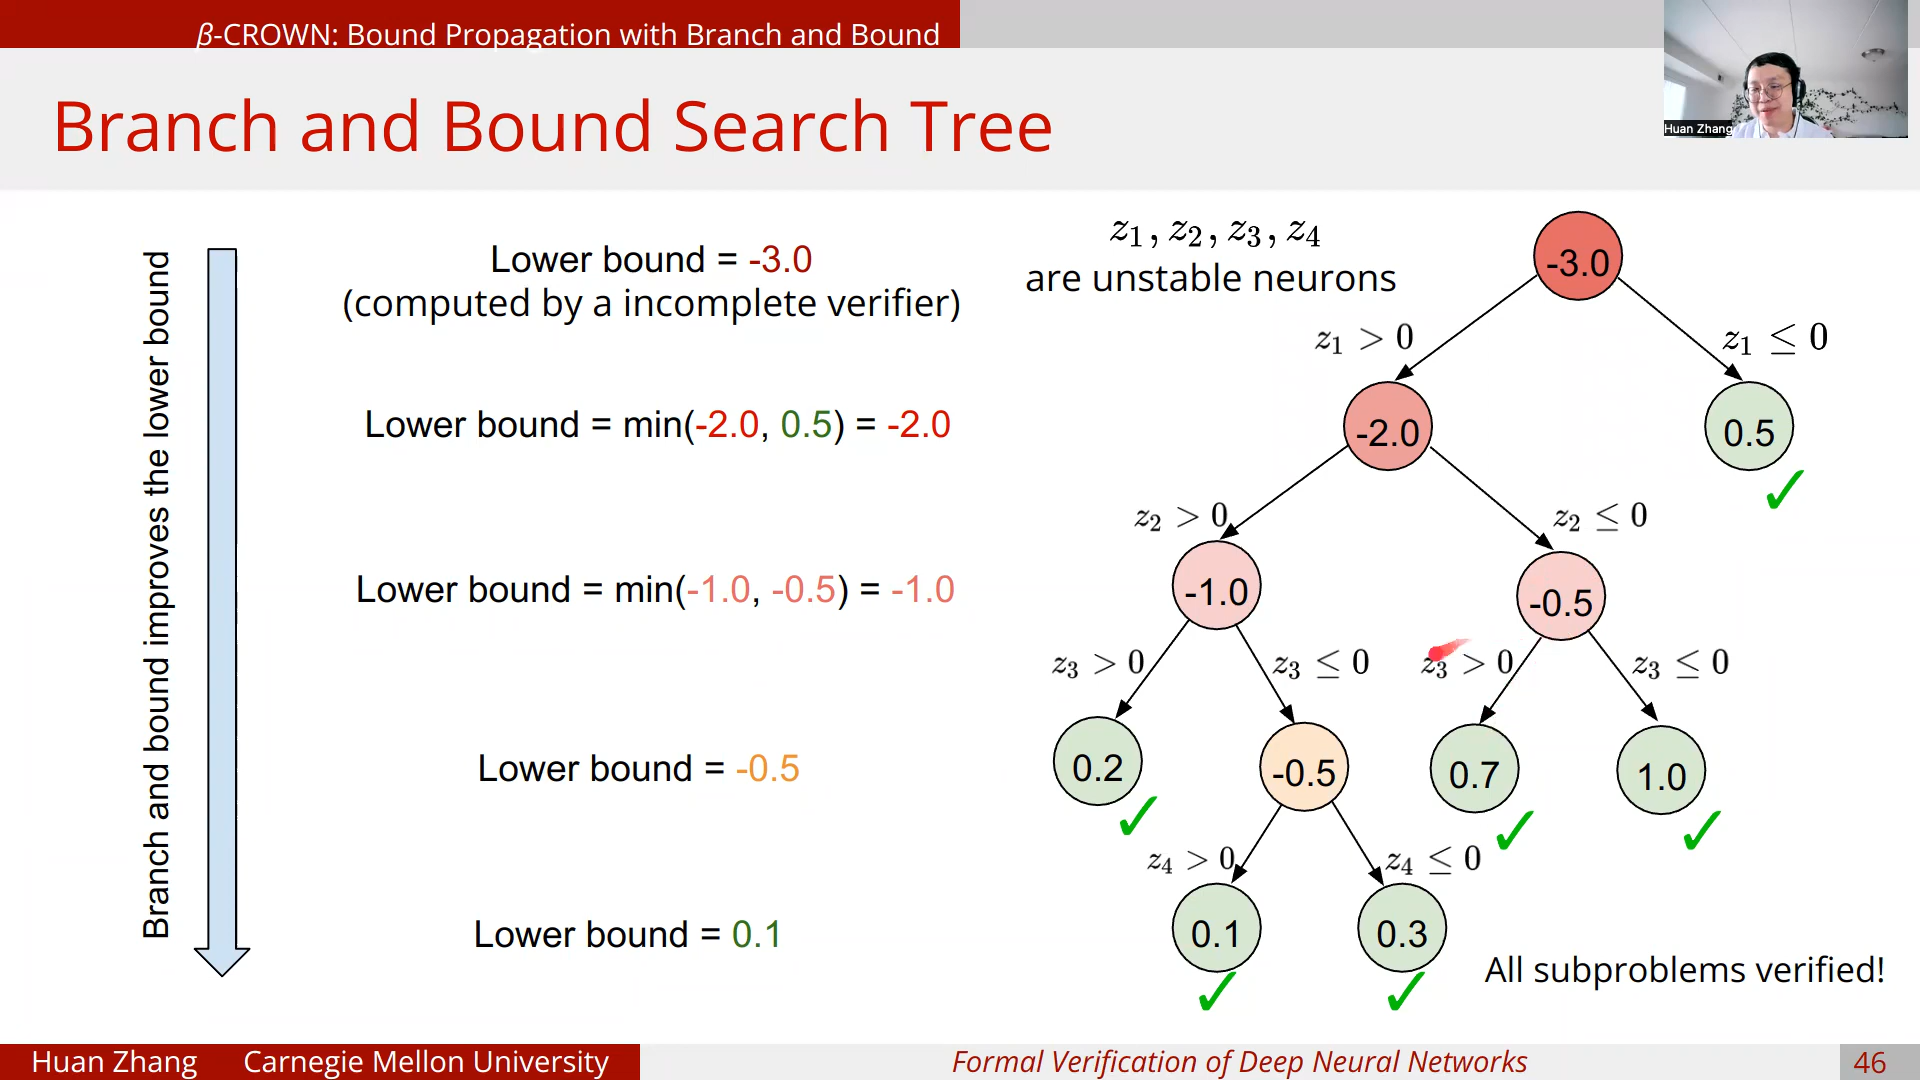 β-CROWN: Bound Propagation with Branch and Bound
Branch and Bound Search Tree
Huan Zhang
Branch and bound improves the lower bound
Lower bound = -3.0
(computed by a incomplete verifier)
Lower bound = min(-2.0, 0.5) = -2.0
Lower bound = min(-1.0, -0.5) = -1.0
Lower bound = -0.5
Lower bound = 0.1
z₁, z₂, z₃, z₄
are unstable neurons
-3.0
z₁ > 0
z₁ ≤ 0
-2.0
0.5
✓
z₂ > 0
z₂ ≤ 0
-1.0
-0.5
z₃ > 0
z₃ ≤ 0
z₃ > 0
z₃ ≤ 0
0.2
-0.5
0.7
1.0
✓
✓
✓
z₄ > 0
z₄ ≤ 0
0.1
0.3
✓
✓
All subproblems verified!
Huan Zhang
Carnegie Mellon University
Formal Verification of Deep Neural Networks
46